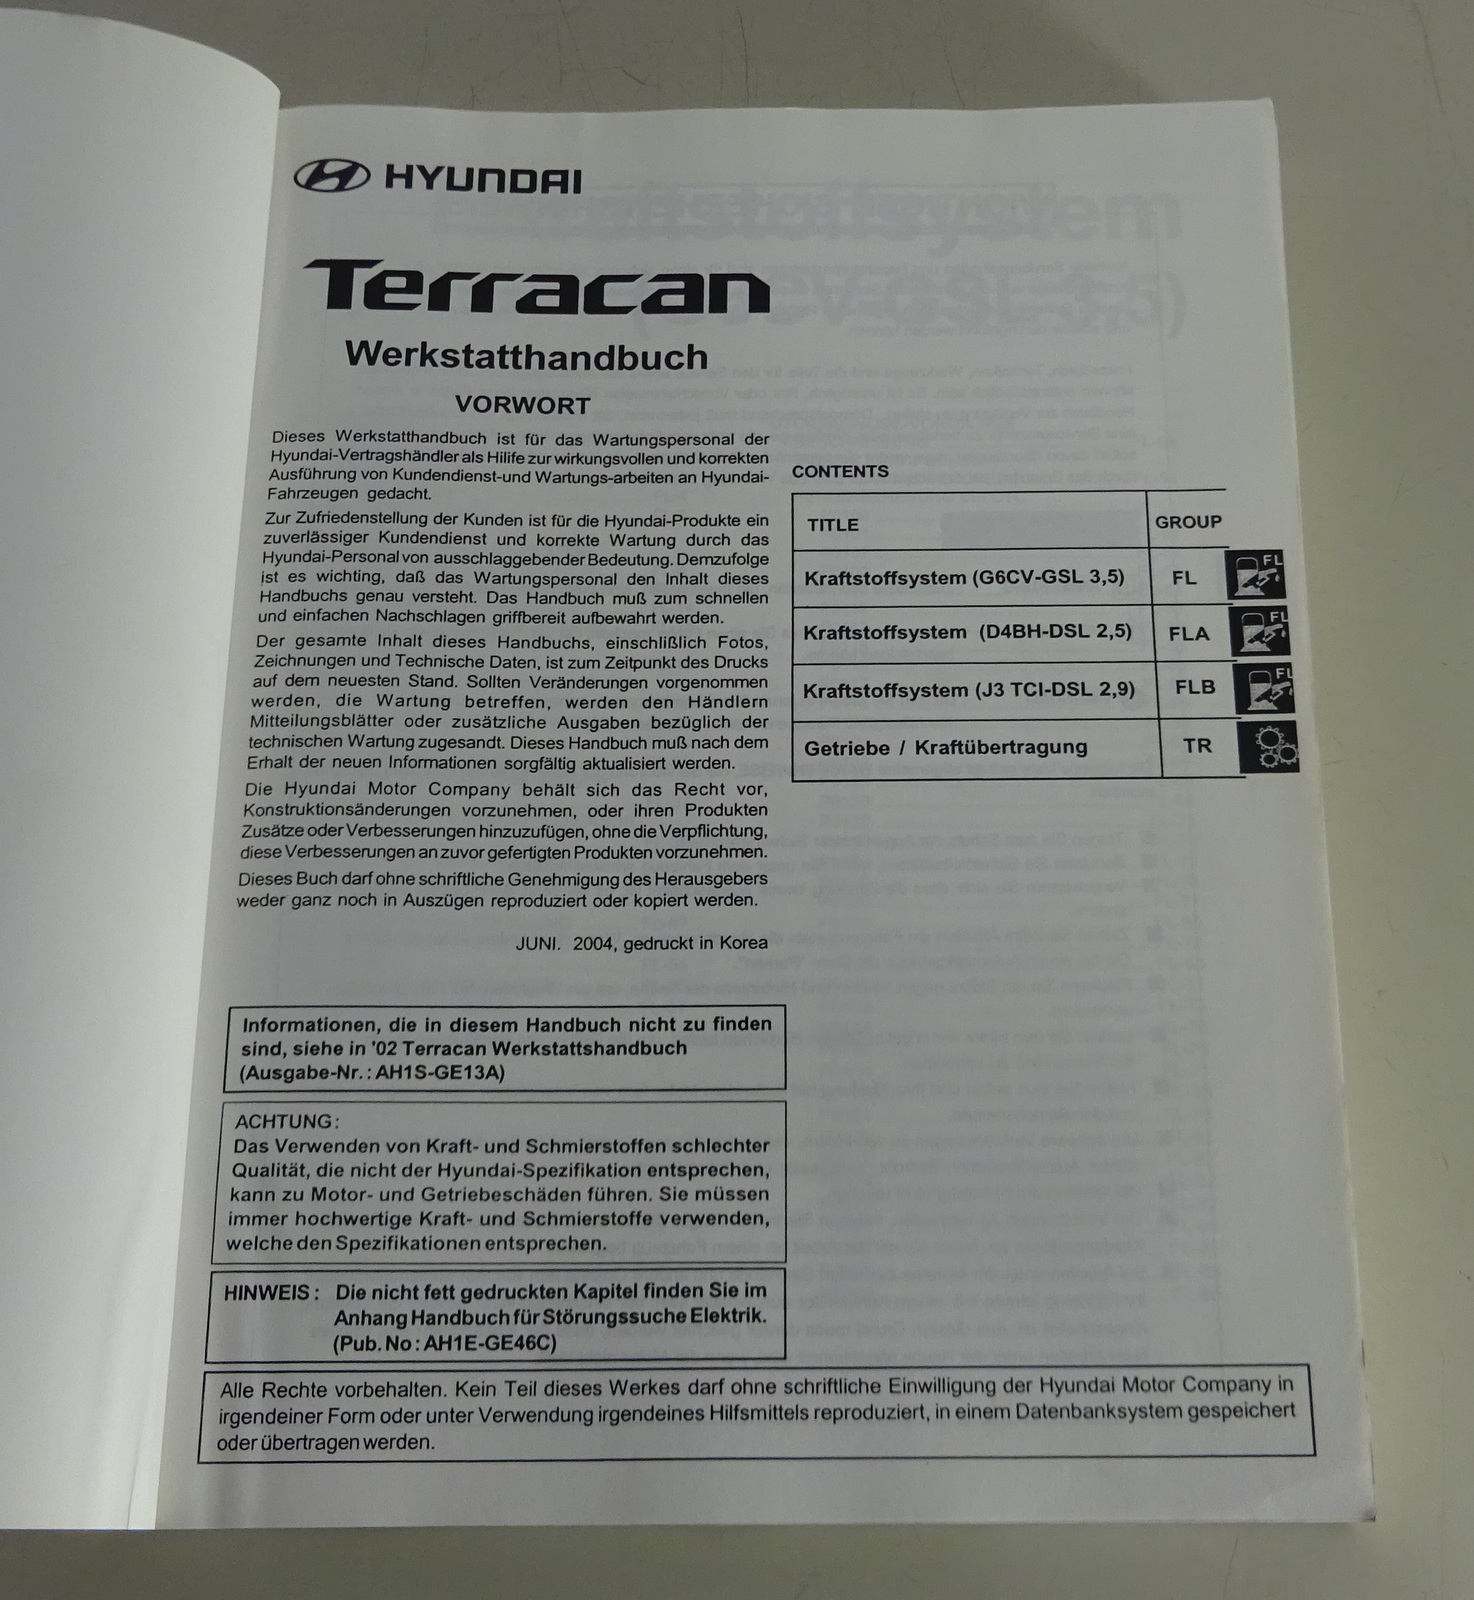 HYUNDAI
Terracan
Werkstatthandbuch
VORWORT
Dieses Werkstatthandbuch ist für das Wartungspersonal der
Hyundai-Vertragshändler als Hilife zur wirkungsvollen und korrekten
Ausführung von Kundendienst-und Wartungs-arbeiten an Hyundai-
Fahrzeugen gedacht.
Zur Zufriedenstellung der Kunden ist für die Hyundai-Produkte ein
zuverlässiger Kundendienst und korrekte Wartung durch das
Hyundai-Personal von ausschlaggebender Bedeutung. Demzufolge
ist es wichting, daß das Wartungspersonal den Inhalt dieses
Handbuchs genau versteht. Das Handbuch muß zum schnellen
und einfachen Nachschlagen griffbereit aufbewahrt werden.
Der gesamte Inhalt dieses Handbuchs, einschlißlich Fotos,
Zeichnungen und Technische Daten, ist zum Zeitpunkt des Drucks
auf dem neuesten Stand. Sollten Veränderungen vorgenommen
werden, die Wartung betreffen, werden den Händlern
Mitteilungsblätter oder zusätzliche Ausgaben bezüglich der
technischen Wartung zugesandt. Dieses Handbuch muß nach dem
Erhalt der neuen Informationen sorgfältig aktualisiert werden.
Die Hyundai Motor Company behält sich das Recht vor,
Konstruktionsänderungen vorzunehmen, oder ihren Produkten
Zusätze oder Verbesserungen hinzuzufügen, ohne die Verpflichtung,
diese Verbesserungen an zuvor gefertigten Produkten vorzunehmen.
Dieses Buch darf ohne schriftliche Genehmigung des Herausgebers
weder ganz noch in Auszügen reproduziert oder kopiert werden.
JUNI. 2004, gedruckt in Korea
CONTENTS
TITLE GROUP
Kraftstoffsystem (G6CV-GSL 3,5) FL FL
Kraftstoffsystem (D4BH-DSL 2,5) FLA FL
Kraftstoffsystem (J3 TCI-DSL 2,9) FLB FL
Getriebe / Kraftübertragung TR
Informationen, die in diesem Handbuch nicht zu finden
sind, siehe in '02 Terracan Werkstattshandbuch
(Ausgabe-Nr.: AH1S-GE13A)
ACHTUNG:
Das Verwenden von Kraft- und Schmierstoffen schlechter
Qualität, die nicht der Hyundai-Spezifikation entsprechen,
kann zu Motor- und Getriebeschäden führen. Sie müssen
immer hochwertige Kraft- und Schmierstoffe verwenden,
welche den Spezifikationen entsprechen.
HINWEIS: Die nicht fett gedruckten Kapitel finden Sie im
Anhang Handbuch für Störungssuche Elektrik.
(Pub. No: AH1E-GE46C)
Alle Rechte vorbehalten. Kein Teil dieses Werkes darf ohne schriftliche Einwilligung der Hyundai Motor Company in
irgendeiner Form oder unter Verwendung irgendeines Hilfsmittels reproduziert, in einem Datenbanksystem gespeichert
oder übertragen werden.